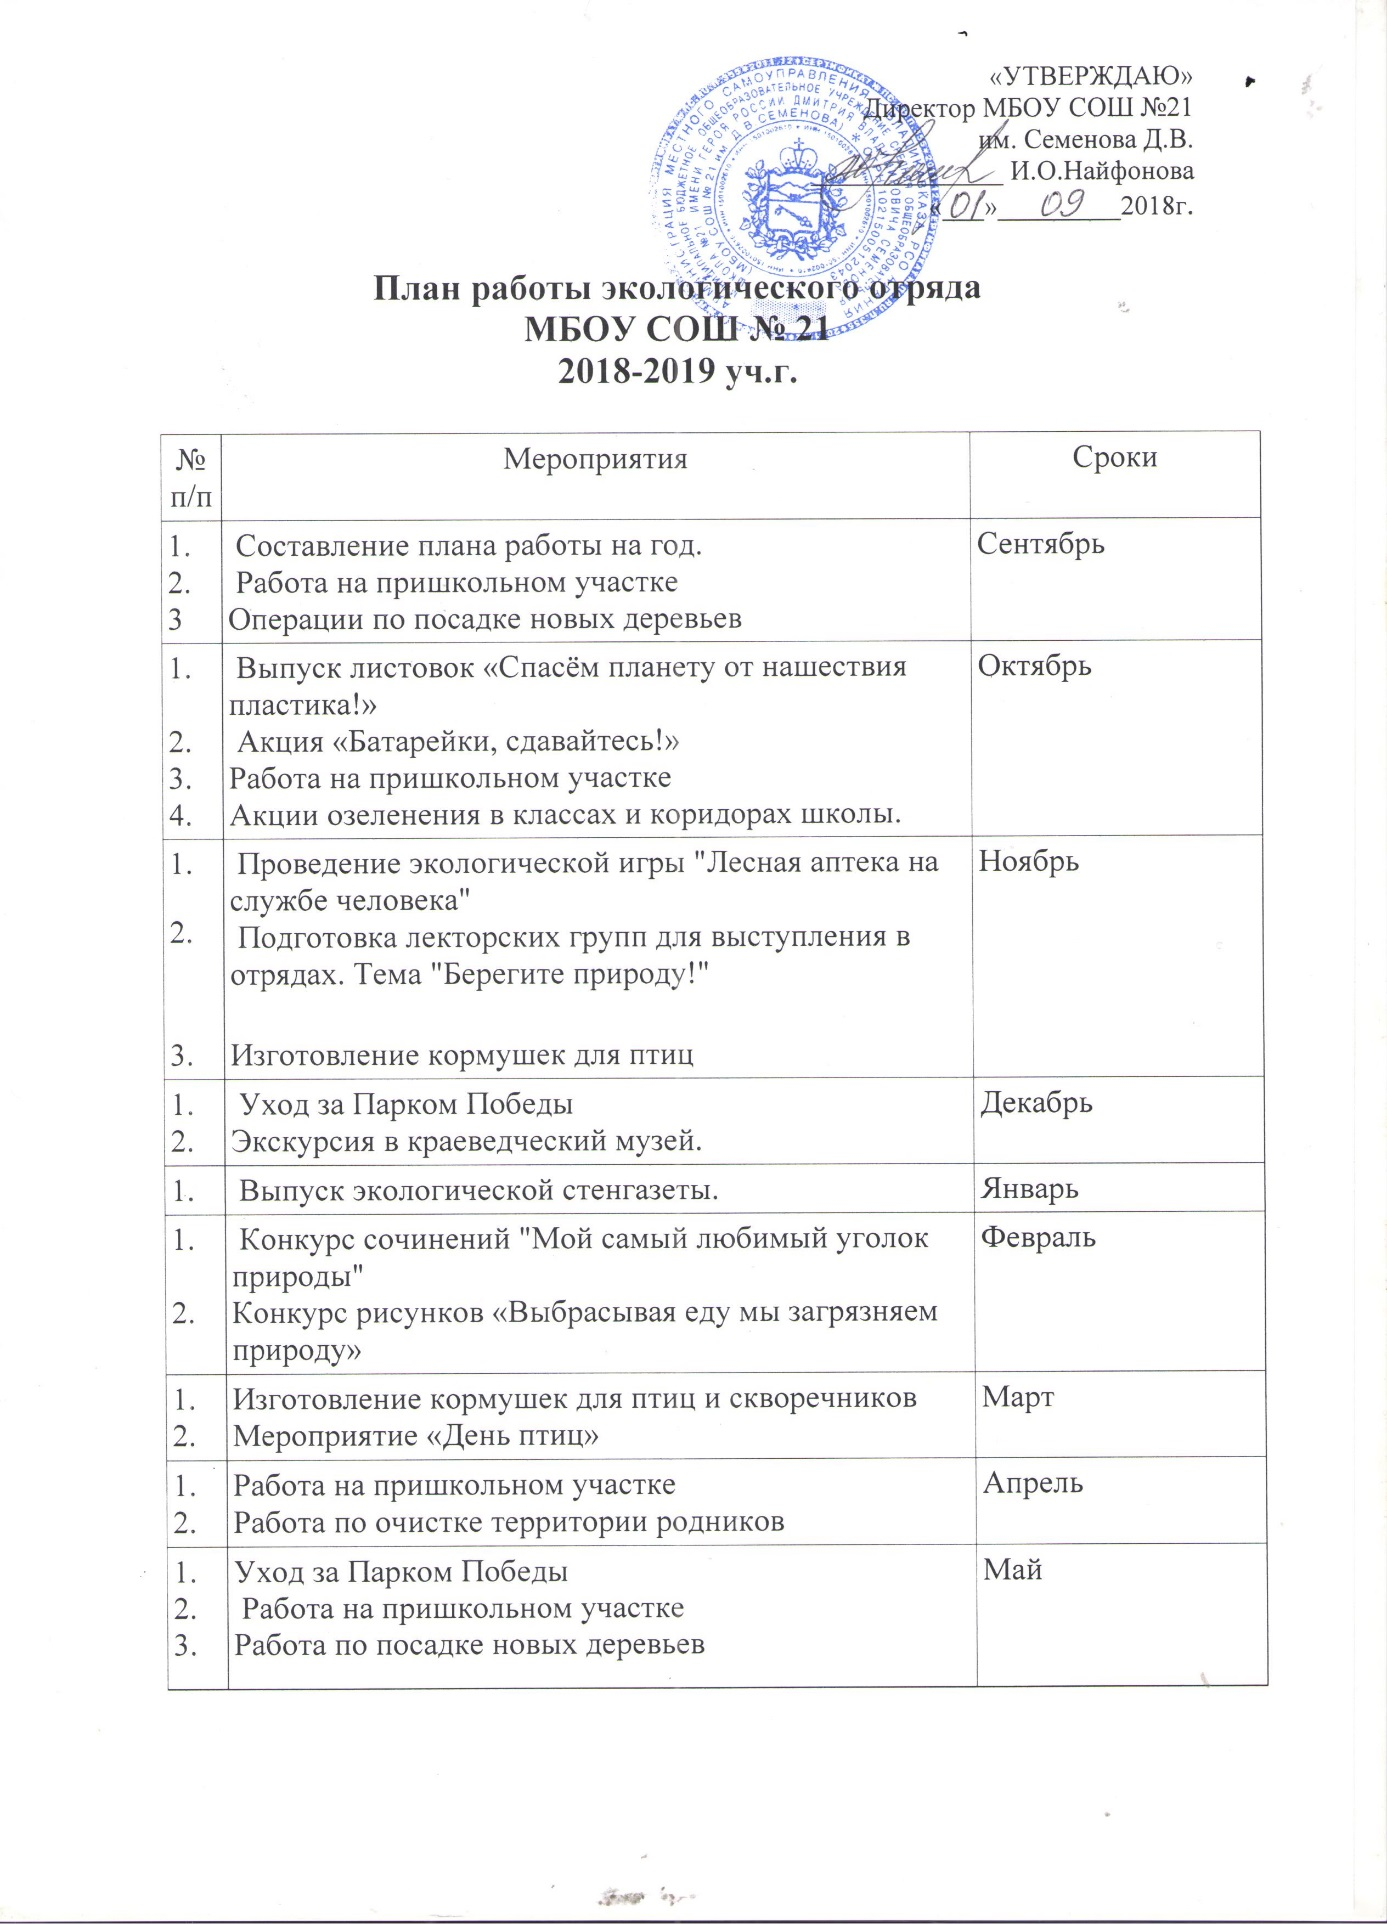 «УТВЕРЖДАЮ»
Директор МБОУ СОШ №21
им. Семенова Д.В.
______________ И.О.Найфонова
«01»  09  2018г.
План работы экологического отряда
МБОУ СОШ № 21
2018-2019 уч.г.
№ п/п Мероприятия Сроки
1. Составление плана работы на год. Сентябрь
2. Работа на пришкольном участке
3 Операции по посадке новых деревьев
1. Выпуск листовок «Спасём планету от нашествия Октябрь
пластика!»
2. Акция «Батарейки, сдавайтесь!»
3. Работа на пришкольном участке
4. Акции озеленения в классах и коридорах школы.
1. Проведение экологической игры "Лесная аптека на Ноябрь
службе человека"
2. Подготовка лекторских групп для выступления в
отрядах. Тема "Берегите природу!"
3. Изготовление кормушек для птиц
1. Уход за Парком Победы Декабрь
2. Экскурсия в краеведческий музей.
1. Выпуск экологической стенгазеты. Январь
1. Конкурс сочинений "Мой самый любимый уголок Февраль
природы"
2. Конкурс рисунков «Выбрасывая еду мы загрязняем
природу»
1. Изготовление кормушек для птиц и скворечников Март
2. Мероприятие «День птиц»
1. Работа на пришкольном участке Апрель
2. Работа по очистке территории родников
1. Уход за Парком Победы Май
2. Работа на пришкольном участке
3. Работа по посадке новых деревьев